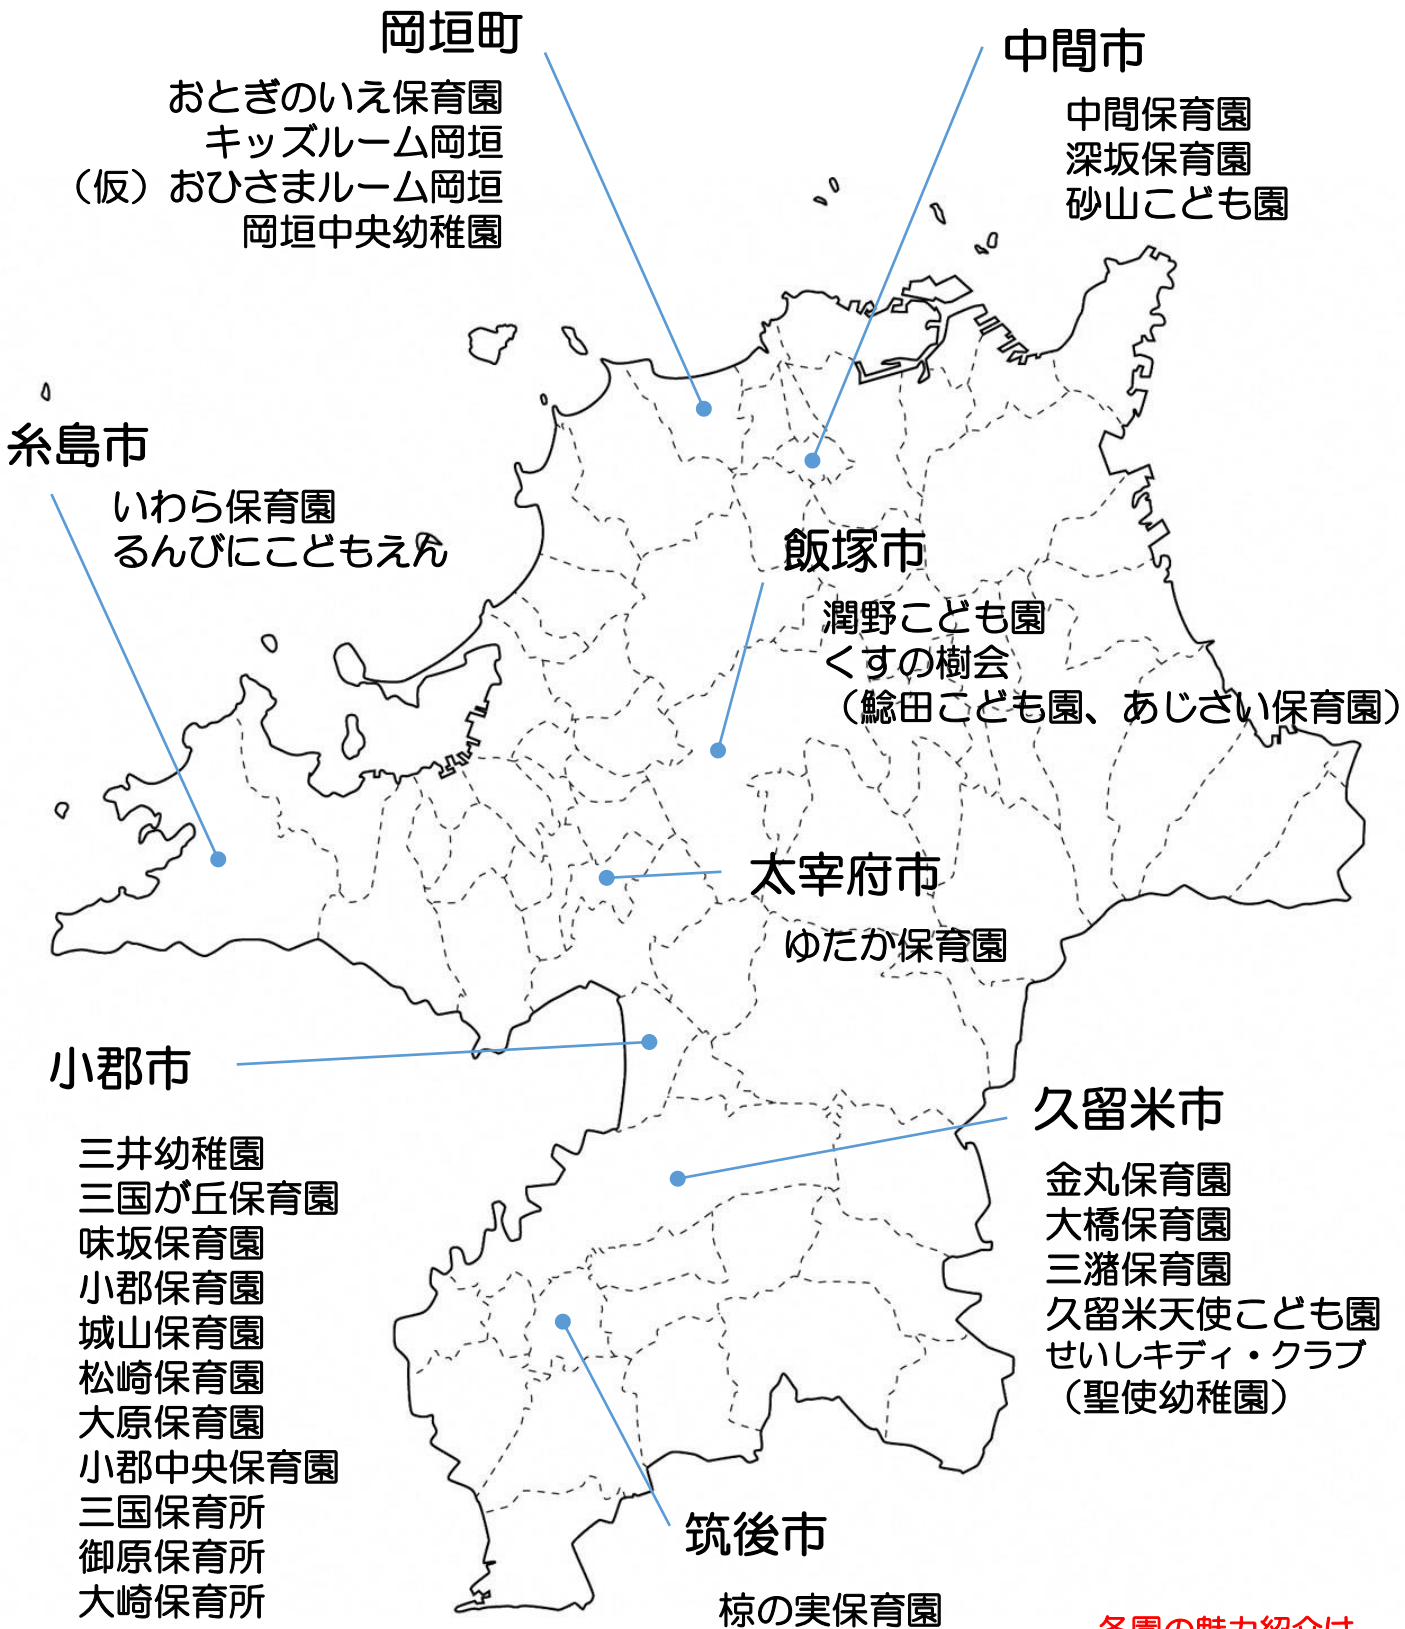 岡垣町
おとぎのいえ保育園
キッズルーム岡垣
（仮）おひさまルーム岡垣
岡垣中央幼稚園
中間市
中間保育園
深坂保育園
砂山こども園
糸島市
いわら保育園
るんびにこどもえん
飯塚市
潤野こども園
くすの樹会
（鯰田こども園、あじさい保育園）
太宰府市
ゆたか保育園
小郡市
三井幼稚園
三国が丘保育園
味坂保育園
小郡保育園
城山保育園
松崎保育園
大原保育園
小郡中央保育園
三国保育所
御原保育所
大崎保育所
久留米市
金丸保育園
大橋保育園
三潴保育園
久留米天使こども園
せいしキディ・クラブ
（聖使幼稚園）
筑後市
椋の実保育園
各園の魅力紹介は